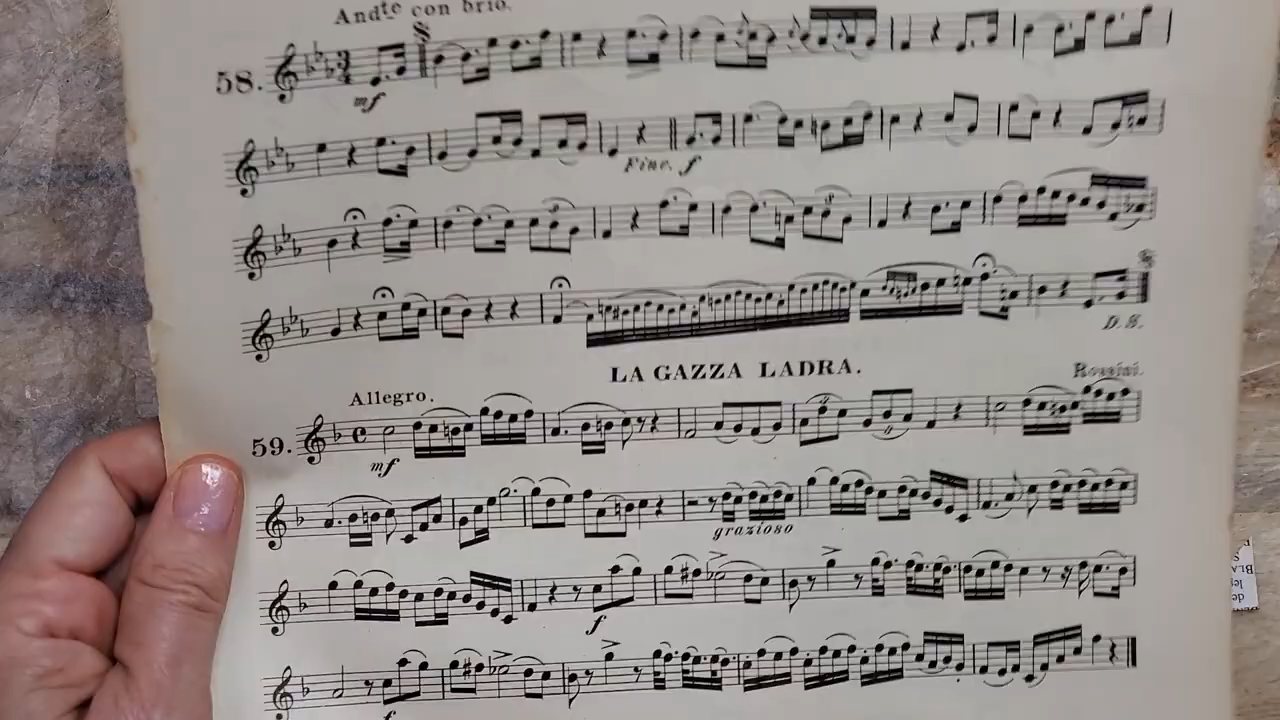 Andte con brio.
58.
mf
Fine. f
D. S.
LA GAZZA LADRA.
Rossini.
Allegro.
59.
mf
grazioso
f
f